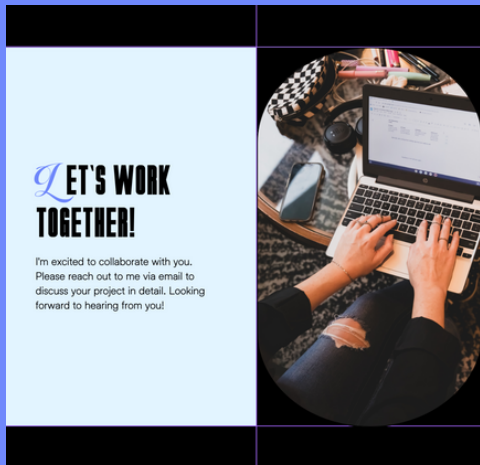 LET'S WORK
TOGETHER!
I'm excited to collaborate with you.
Please reach out to me via email to
discuss your project in detail. Looking
forward to hearing from you!